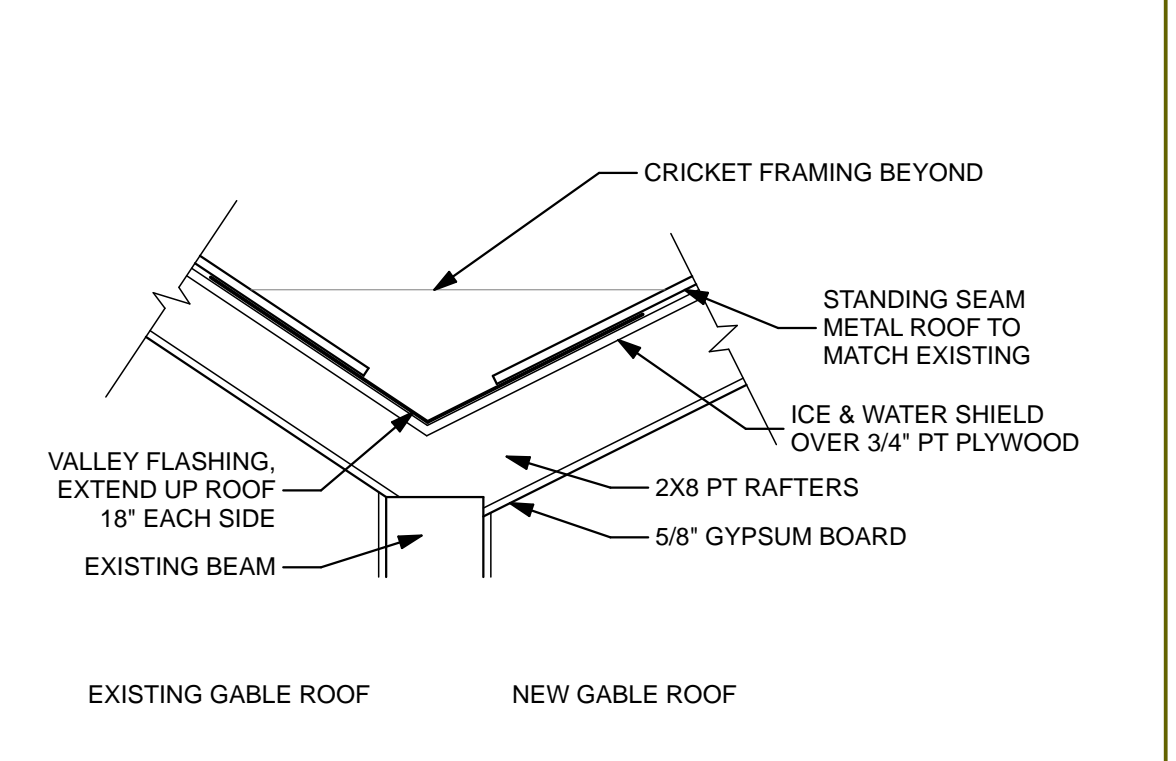 CRICKET FRAMING BEYOND
STANDING SEAM
METAL ROOF TO
MATCH EXISTING
ICE & WATER SHIELD
OVER 3/4" PT PLYWOOD
VALLEY FLASHING,
EXTEND UP ROOF
18" EACH SIDE
2X8 PT RAFTERS
5/8" GYPSUM BOARD
EXISTING BEAM
EXISTING GABLE ROOF
NEW GABLE ROOF